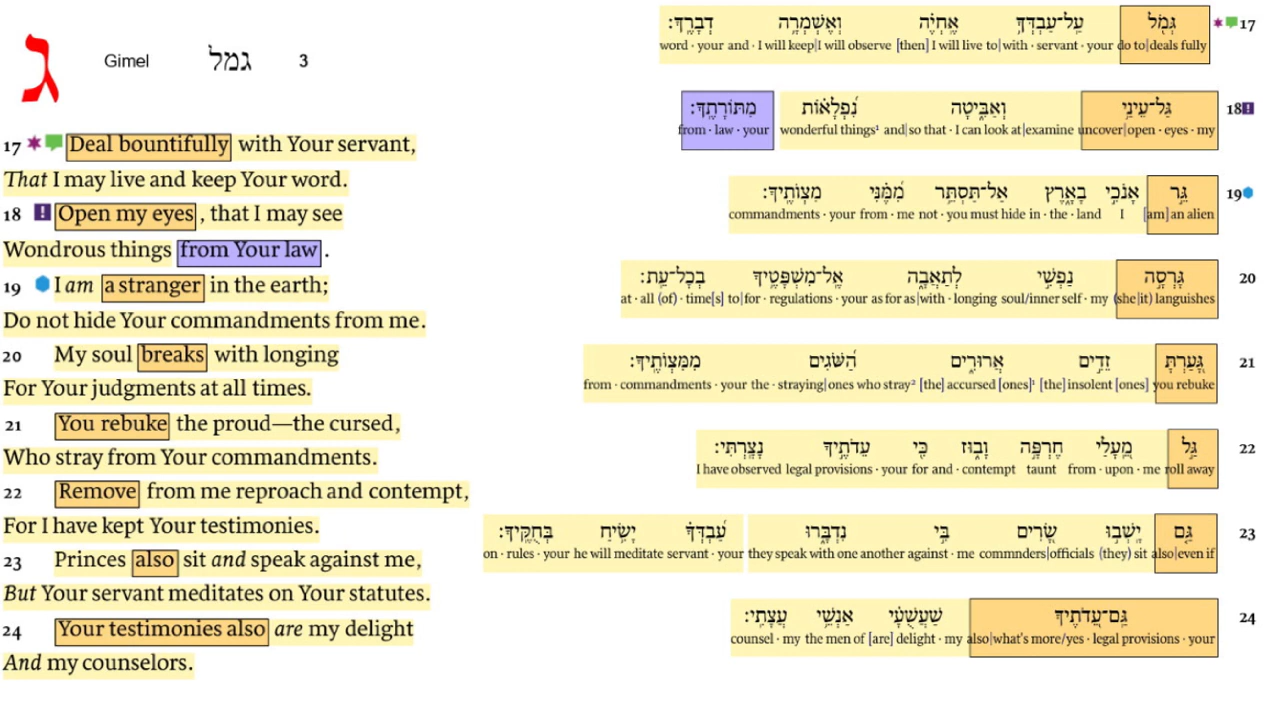 ג Gimel גמל 3
17 Deal bountifully with Your servant,
That I may live and keep Your word.
18 ! Open my eyes, that I may see
Wondrous things from Your law.
19 I am a stranger in the earth;
Do not hide Your commandments from me.
20 My soul breaks with longing
For Your judgments at all times.
21 You rebuke the proud—the cursed,
Who stray from Your commandments.
22 Remove from me reproach and contempt,
For I have kept Your testimonies.
23 Princes also sit and speak against me,
But Your servant meditates on Your statutes.
24 Your testimonies also are my delight
And my counselors.
17 גְּמֹ֖ל עַֽל־עַבְדְּךָ֥ אֶֽחְיֶ֗ה וְאֶשְׁמְרָ֥ה דְבָרֶֽךָ׃
word · your and · I will keep|I will observe [then] I will live to|with · servant · your do to|deals fully
18 ! גַּל־עֵינַ֥י וְאַבִּ֑יטָה נִ֝פְלָא֗וֹת מִתּוֹרָתֶֽךָ׃
from · law · your wonderful things¹ and|so that · I can look at|examine uncover|open · eyes · my
19 גֵּ֣ר אָנֹכִ֣י בָאָ֑רֶץ אַל־תַּסְתֵּ֥ר מִ֝מֶּ֗נִּי מִצְוֺתֶֽיךָ׃
commandments · your from · me not · you must hide in · the · land I [am] an alien
20 גָּרְסָ֣ה נַפְשִׁ֣י לְתַאֲבָ֑ה אֶֽל־מִשְׁפָּטֶ֥יךָ בְכָל־עֵֽת׃
at · all (of) · time[s] to|for · regulations · your as for as|with · longing soul/inner self · my (she|it) languishes
21 גָּ֭עַרְתָּ זֵדִ֣ים אֲרוּרִ֑ים הַ֝שֹּׁגִ֗ים מִמִּצְוֺתֶֽיךָ׃
from · commandments · your the · straying|ones who stray² [the] accursed [ones]¹ [the] insolent [ones] you rebuke
22 גַּ֣ל מֵֽ֭עָלַי חֶרְפָּ֣ה וָב֑וּז כִּ֖י עֵדֹתֶ֣יךָ נָצָֽרְתִּי׃
I have observed legal provisions · your for and · contempt taunt from · upon · me roll away
23 גַּ֤ם יָֽשְׁב֣וּ שָׂ֭רִים בִּ֣י נִדְבָּ֑רוּ עַ֝בְדְּךָ֗ יָשִׂ֥יחַ בְּחֻקֶּֽיךָ׃
on · rules · your he will meditate servant · your they speak with one another against · me commnders|officials (they) sit also|even if
24 גַּֽם־עֵ֭דֹתֶיךָ שַׁעֲשֻׁעָ֗י אַנְשֵׁ֥י עֲצָתִֽי׃
counsel · my the men of [are] delight · my also|what's more/yes · legal provisions · your